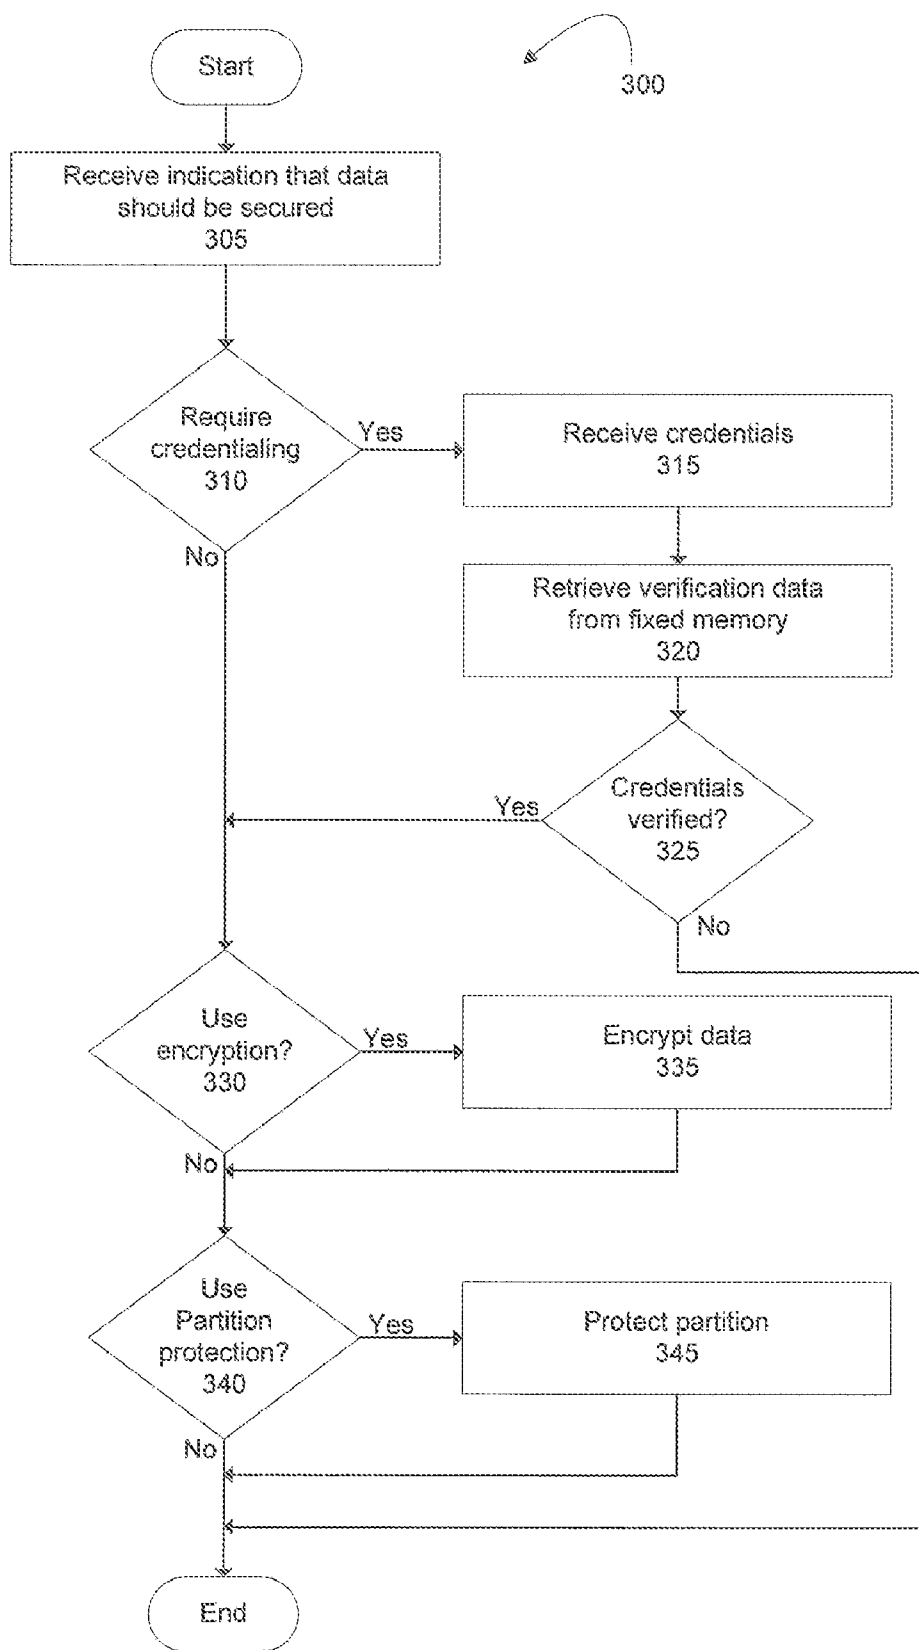 Start
300
Receive indication that data
should be secured
305
Require
credentialing
310
Yes
No
Receive credentials
315
Retrieve verification data
from fixed memory
320
Credentials
verified?
325
Yes
No
Use
encryption?
330
Yes
No
Encrypt data
335
Use
Partition
protection?
340
Yes
No
Protect partition
345
End